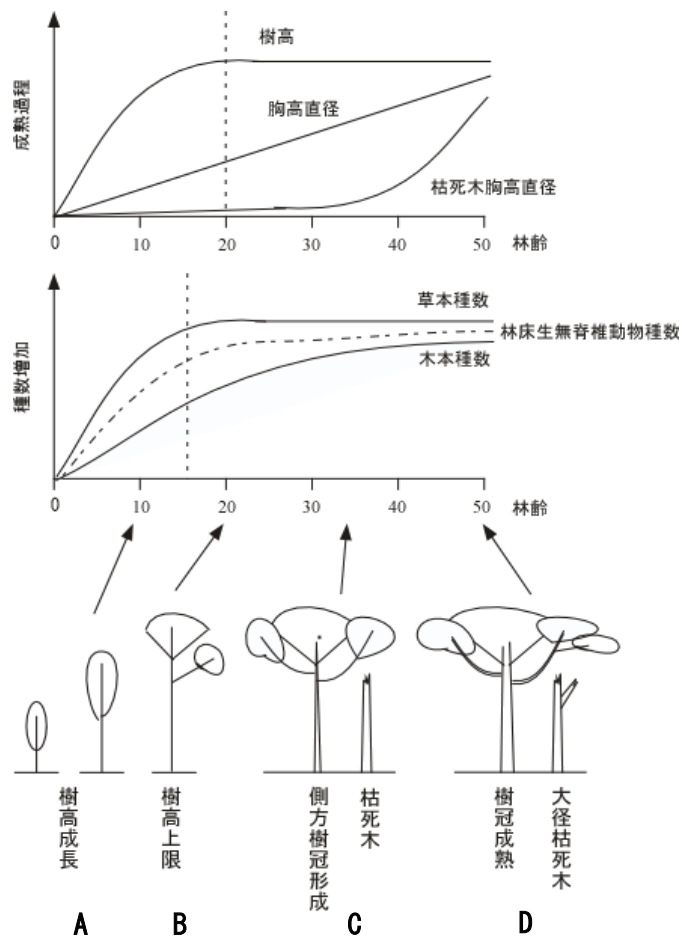 樹高
胸高直径
枯死木胸高直径
成熟過程
0 10 20 30 40 50 林齢
草本種数
林床生無脊椎動物種数
木本種数
種数増加
0 10 20 30 40 50 林齢
樹高成長
樹高上限
側方樹冠形成
枯死木
樹冠成熟
大径枯死木
A B C D